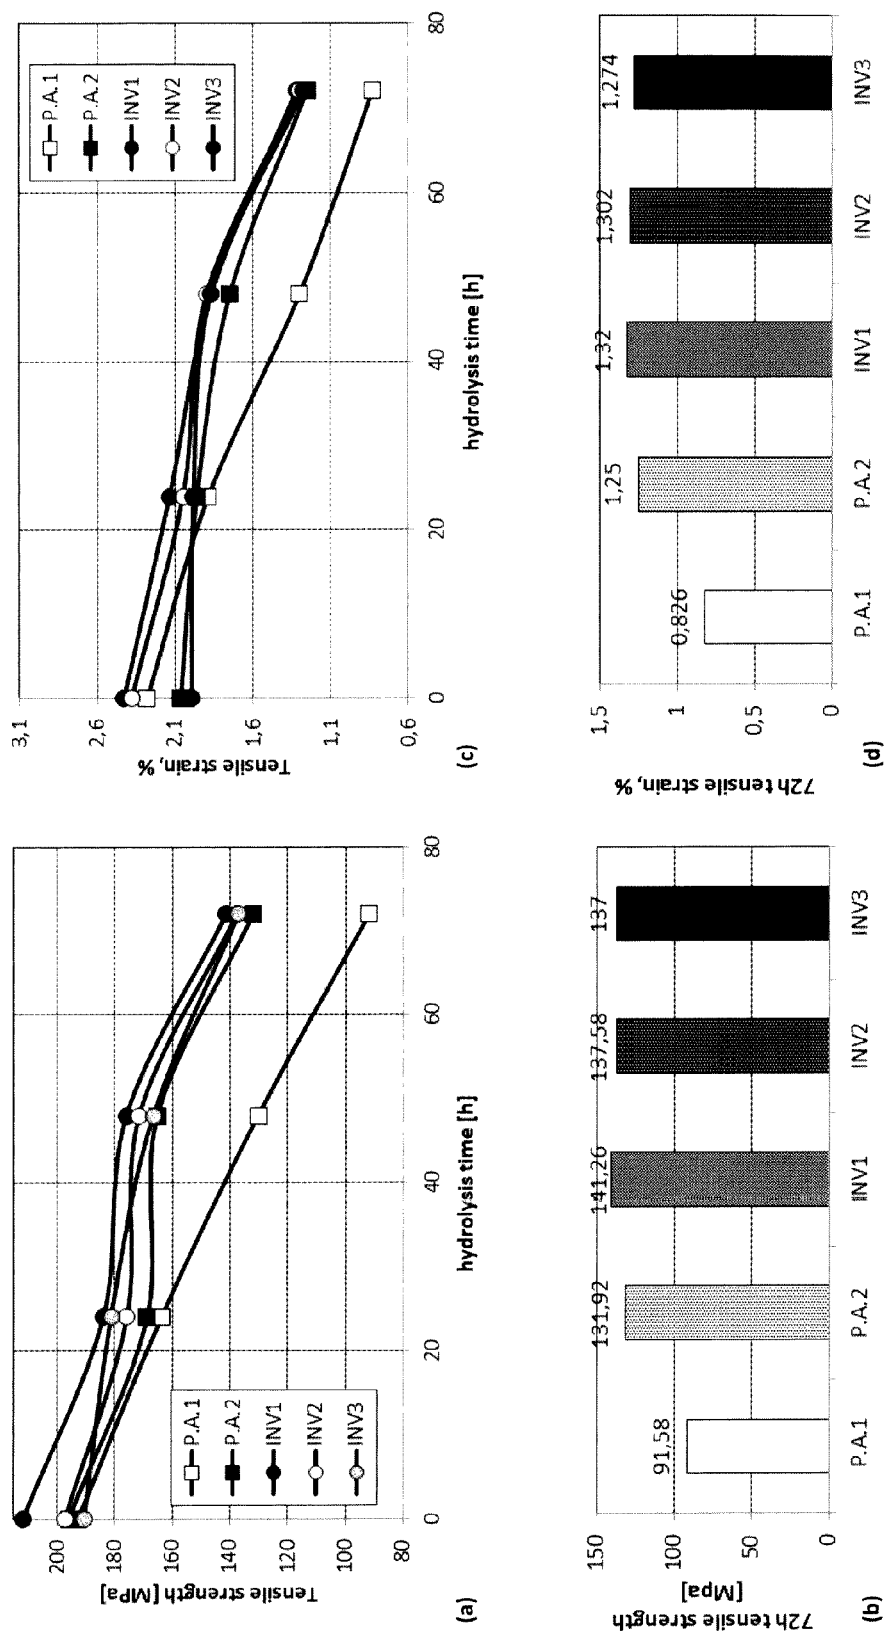 200
180
160
140
120
100
80
Tensile strength [MPa]
P.A.1
P.A.2
INV1
INV2
INV3
0
20
40
60
80
hydrolysis time [h]
(a)
150
100
50
0
72h tensile strength
[Mpa]
91,58
131,92
141,26
137,58
137
P.A.1
P.A.2
INV1
INV2
INV3
(b)
3,1
2,6
2,1
1,6
1,1
0,6
Tensile strain, %
P.A.1
P.A.2
INV1
INV2
INV3
0
20
40
60
80
hydrolysis time [h]
(c)
1,5
1
0,5
0
72h tensile strain, %
0,826
1,25
1,32
1,302
1,274
P.A.1
P.A.2
INV1
INV2
INV3
(d)